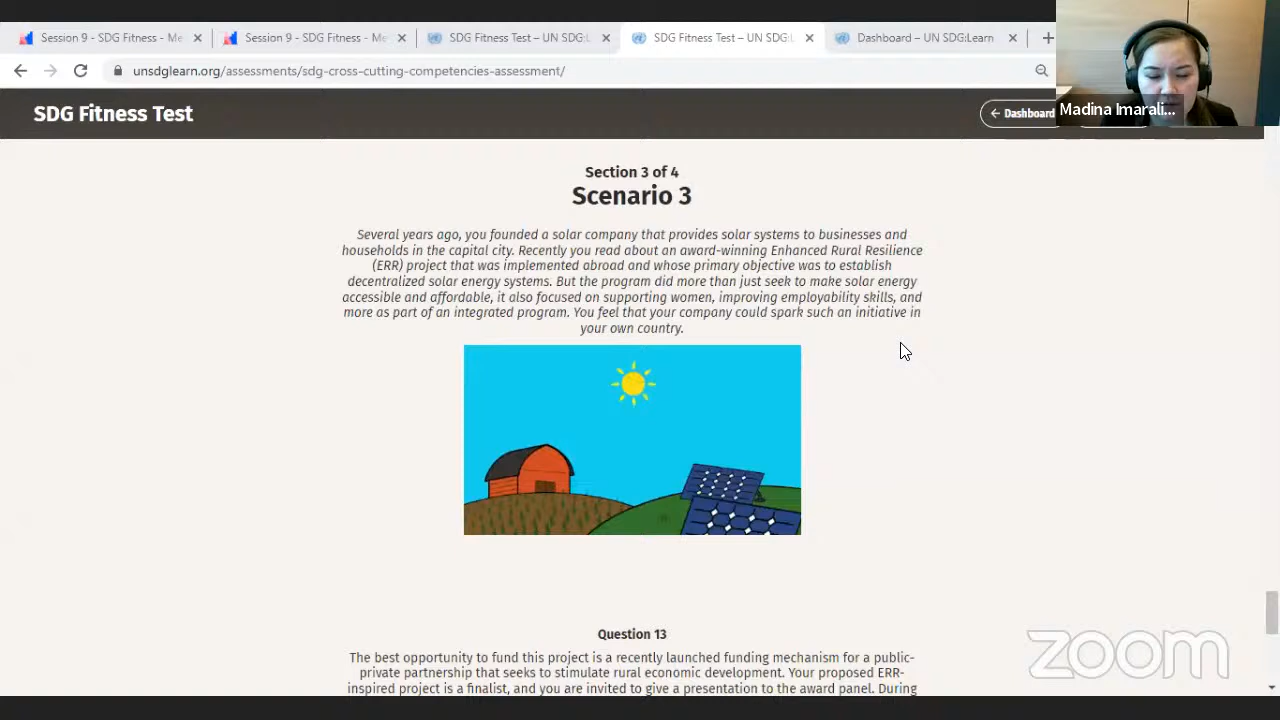 Session 9 - SDG Fitness - Me
Session 9 - SDG Fitness - Me
SDG Fitness Test – UN SDG:L
SDG Fitness Test – UN SDG:L
Dashboard – UN SDG:Learn
unsdglearn.org/assessments/sdg-cross-cutting-competencies-assessment/
Madina Imarali...
SDG Fitness Test
Dashboard
Section 3 of 4
Scenario 3
Several years ago, you founded a solar company that provides solar systems to businesses and
households in the capital city. Recently you read about an award-winning Enhanced Rural Resilience
(ERR) project that was implemented abroad and whose primary objective was to establish
decentralized solar energy systems. But the program did more than just seek to make solar energy
accessible and affordable, it also focused on supporting women, improving employability skills, and
more as part of an integrated program. You feel that your company could spark such an initiative in
your own country.
Question 13
The best opportunity to fund this project is a recently launched funding mechanism for a public-
private partnership that seeks to stimulate rural economic development. Your proposed ERR-
inspired project is a finalist, and you are invited to give a presentation to the award panel. During
zoom